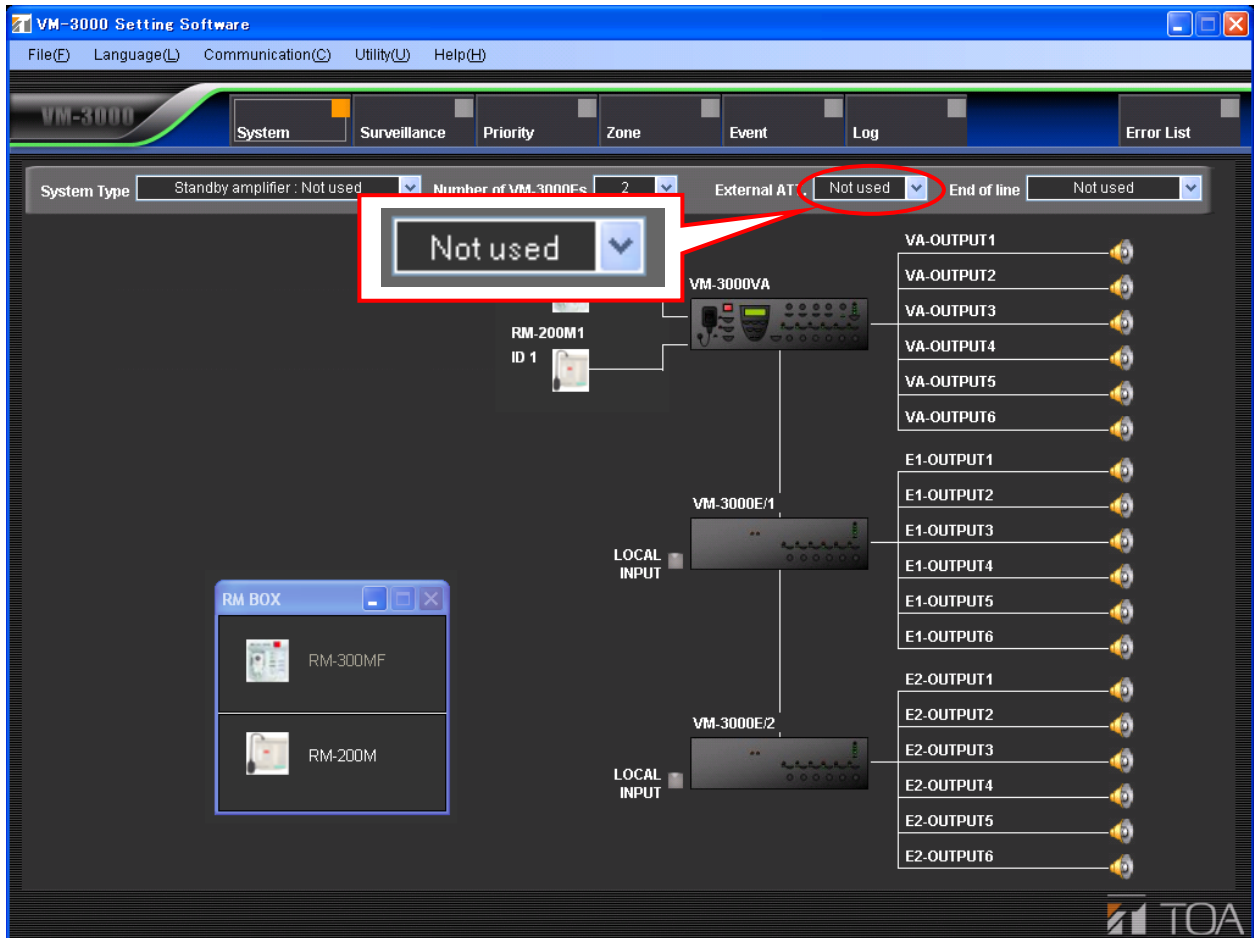 VM-3000 Setting Software
File(F) Language(L) Communication(C) Utility(U) Help(H)
VM-3000 System Surveillance Priority Zone Event Log Error List
System Type Standby amplifier : Not used Number of VM-3000Es 2 External ATT. Not used End of line Not used
Not used
VA-OUTPUT1
VA-OUTPUT2
VM-3000VA
VA-OUTPUT3
RM-200M1
VA-OUTPUT4
ID 1
VA-OUTPUT5
VA-OUTPUT6
E1-OUTPUT1
E1-OUTPUT2
VM-3000E/1
E1-OUTPUT3
LOCAL
INPUT
E1-OUTPUT4
E1-OUTPUT5
E1-OUTPUT6
RM BOX
RM-300MF
RM-200M
E2-OUTPUT1
E2-OUTPUT2
VM-3000E/2
E2-OUTPUT3
LOCAL
INPUT
E2-OUTPUT4
E2-OUTPUT5
E2-OUTPUT6
TOA